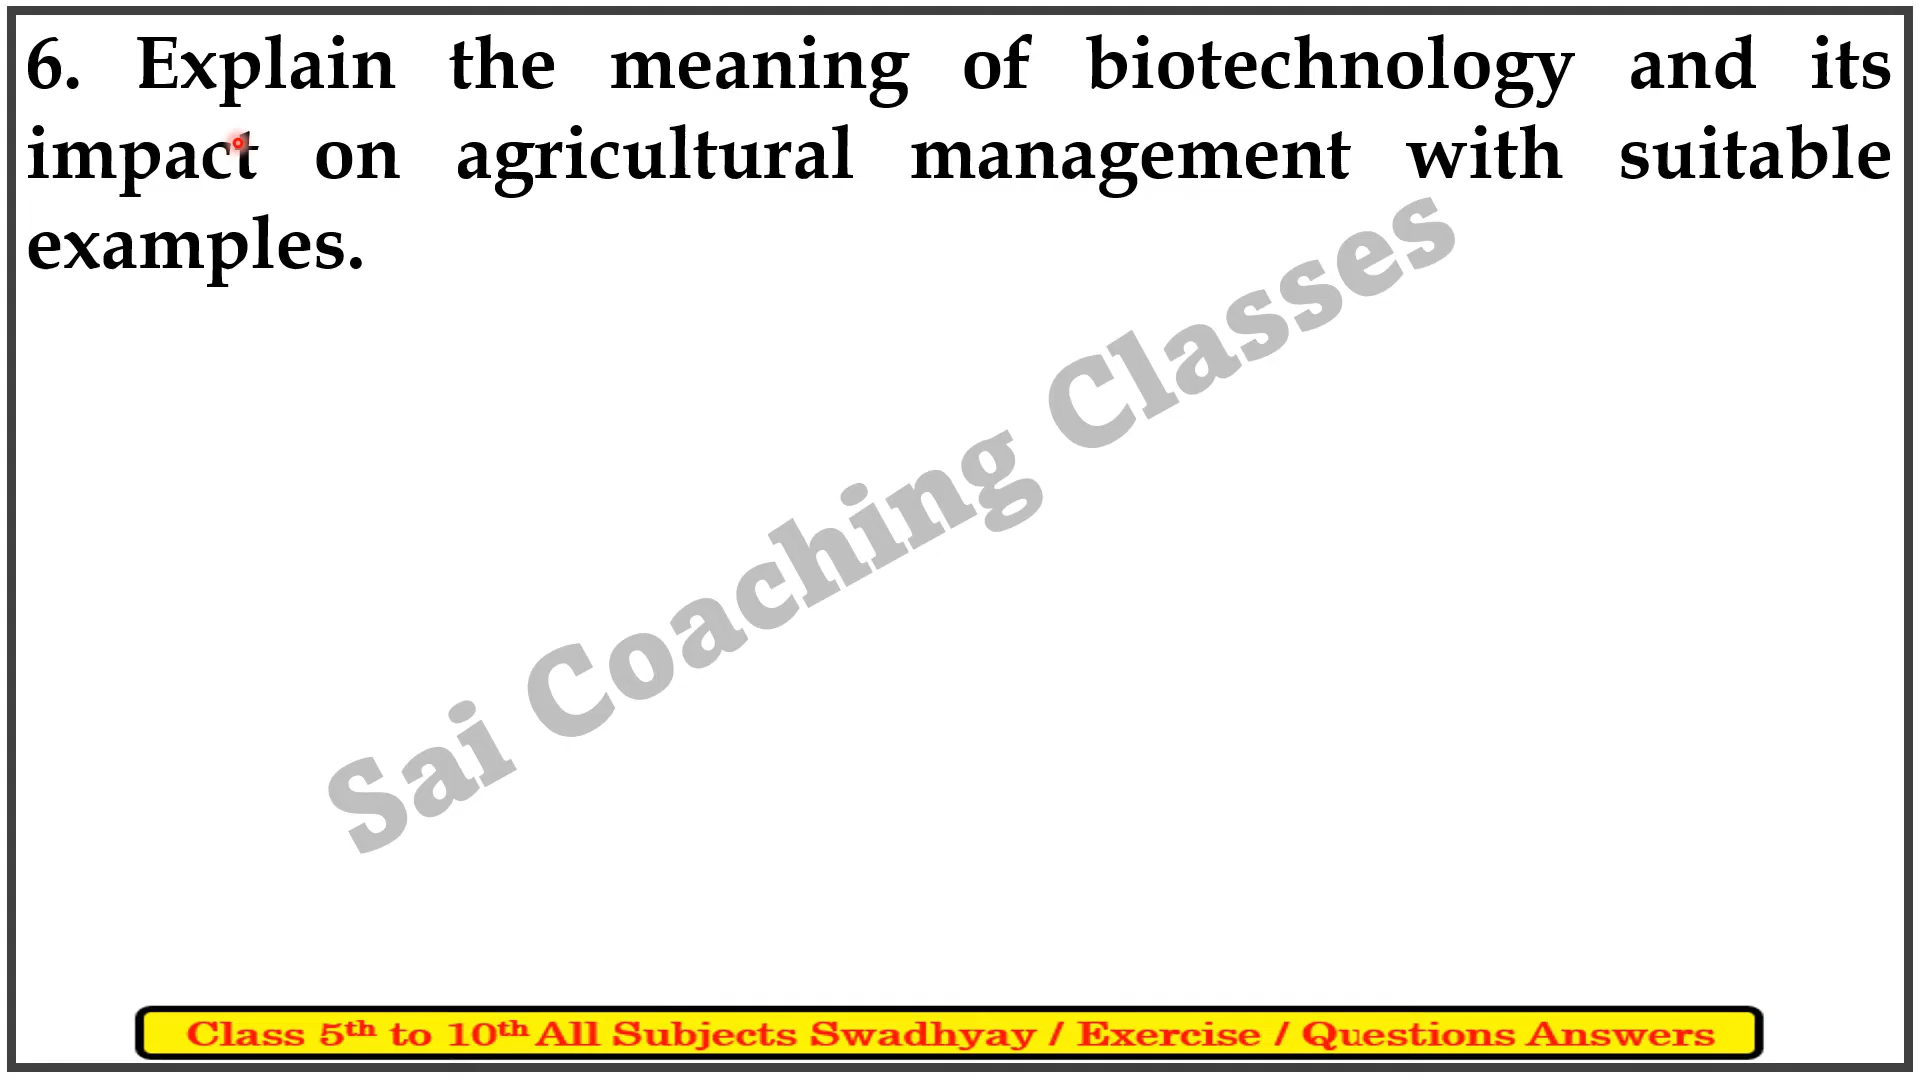 6. Explain the meaning of biotechnology and its
impact on agricultural management with suitable
examples.
Sai Coaching Classes
Class 5th to 10th All Subjects Swadhyay / Exercise / Questions Answers